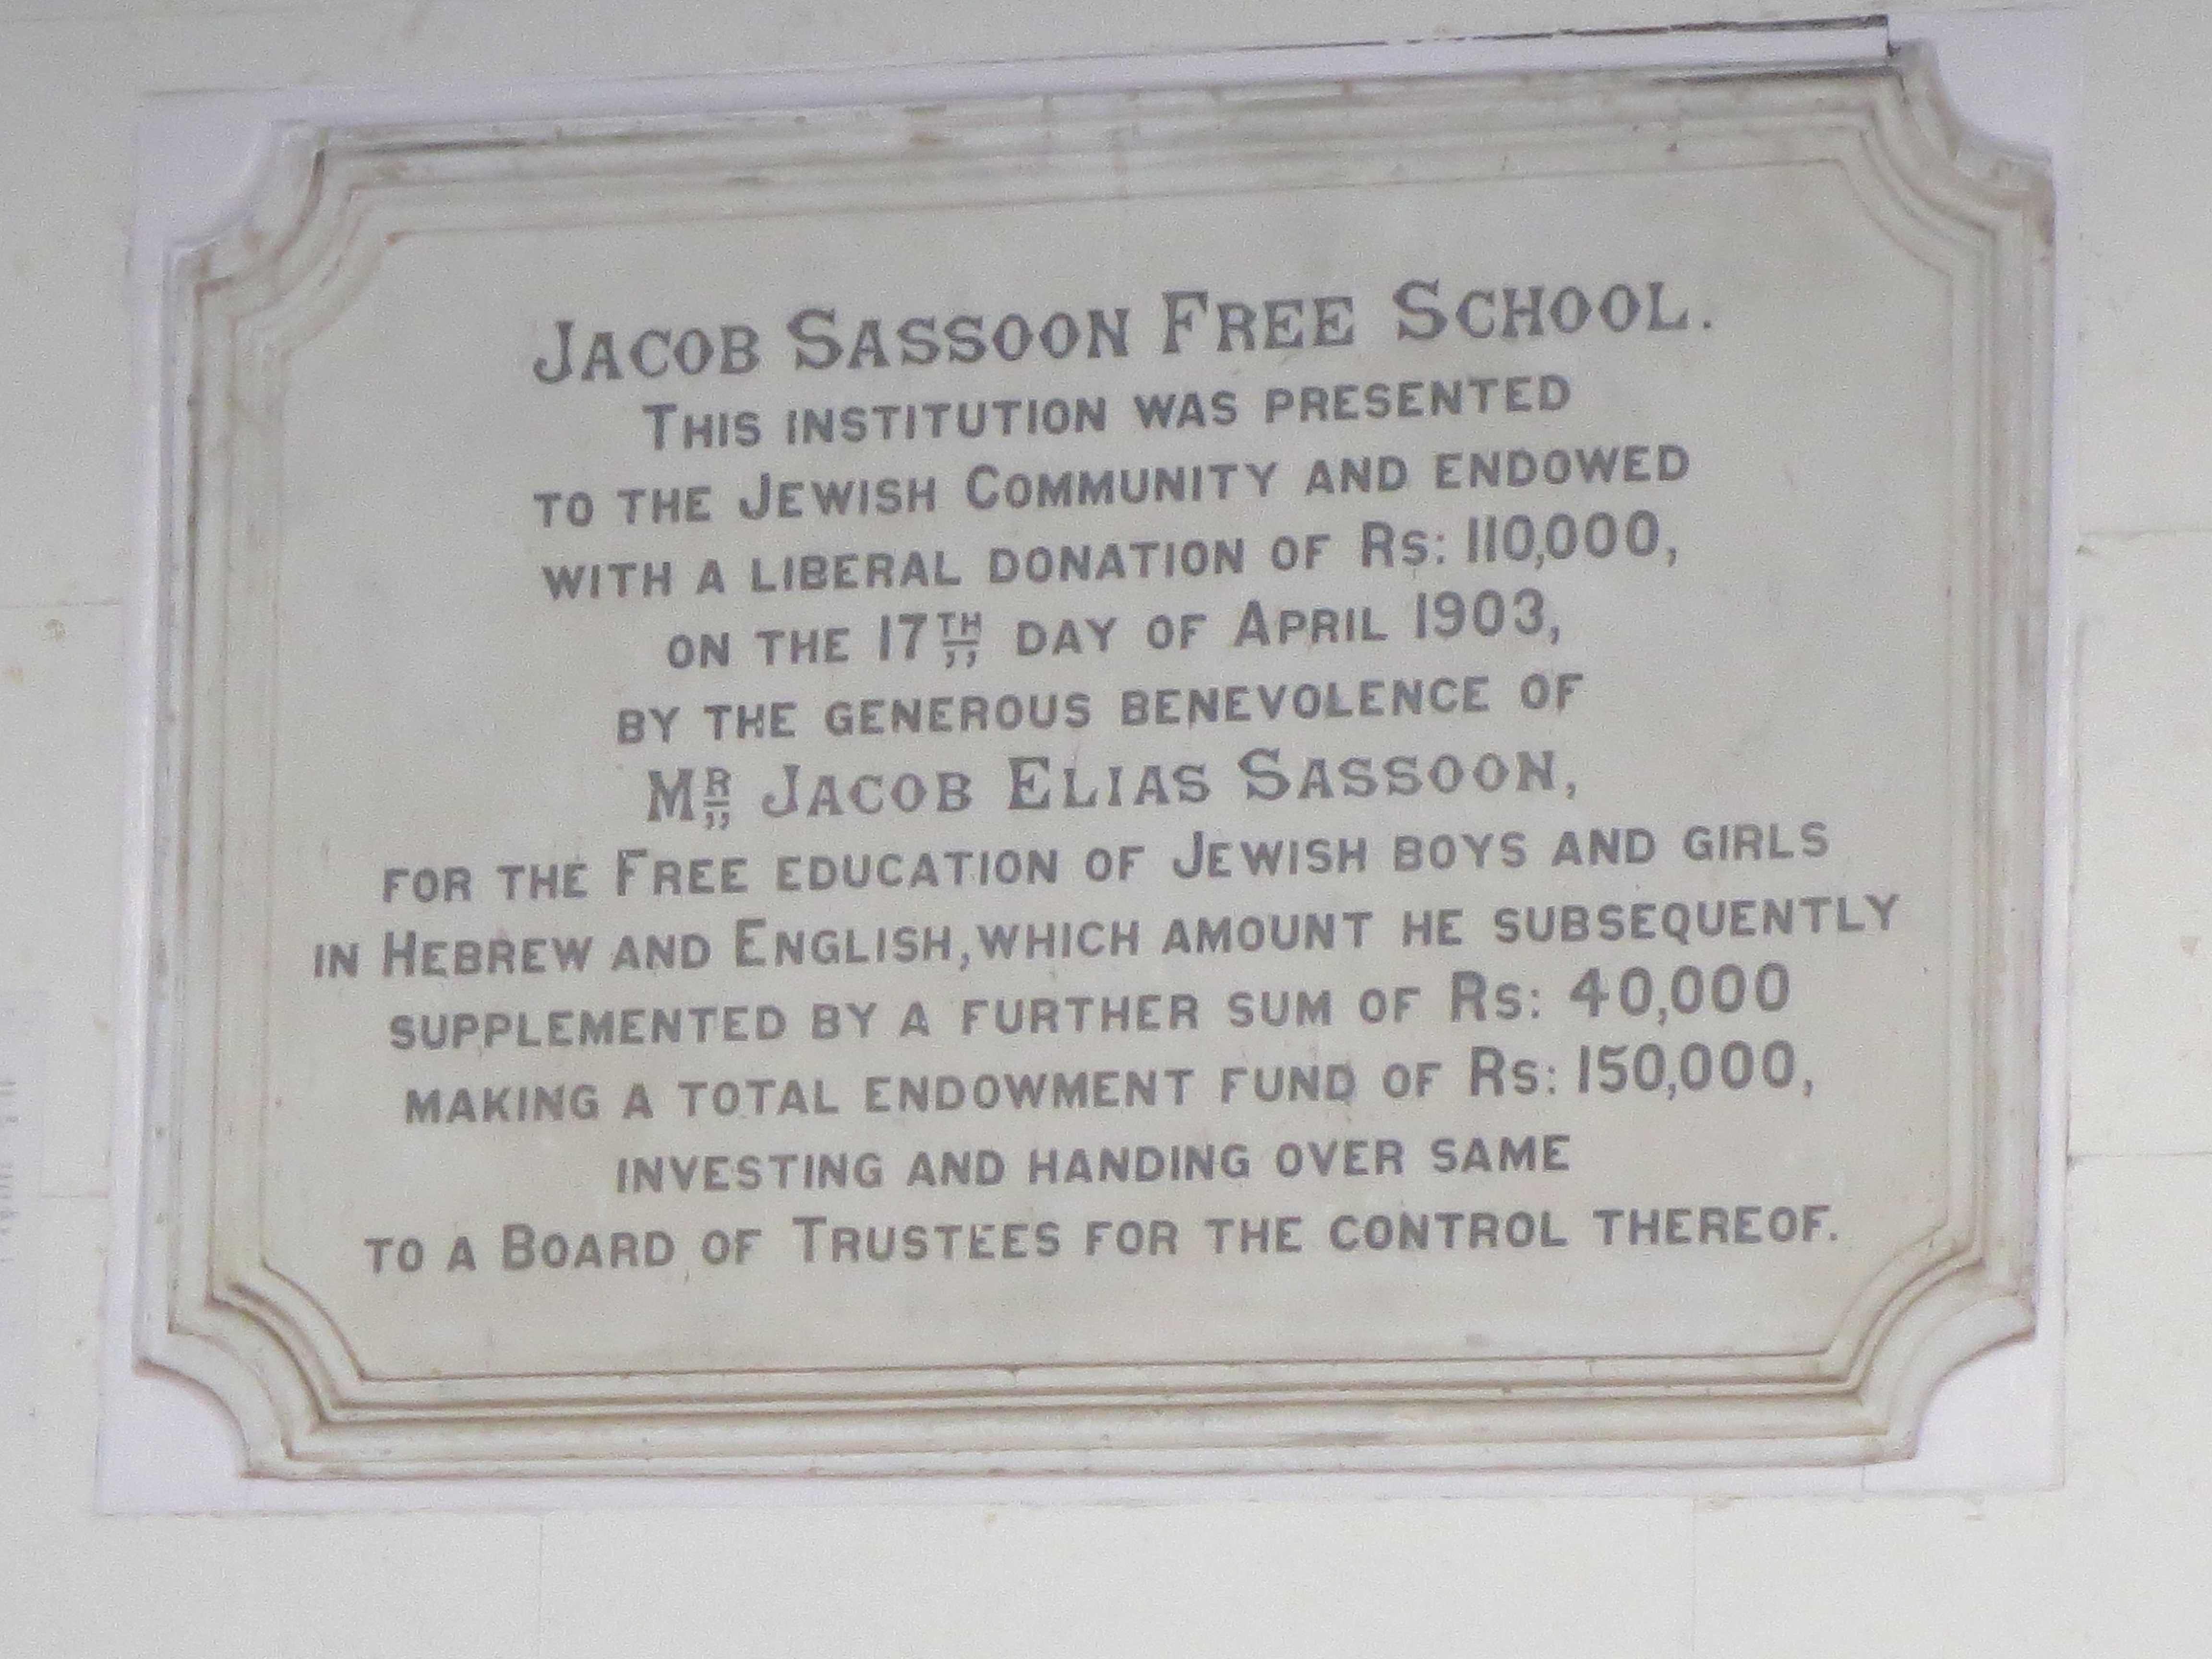 JACOB SASSOON FREE SCHOOL.
THIS INSTITUTION WAS PRESENTED
TO THE JEWISH COMMUNITY AND ENDOWED
WITH A LIBERAL DONATION OF RS: 110,000,
ON THE 17TH DAY OF APRIL 1903,
BY THE GENEROUS BENEVOLENCE OF
MR JACOB ELIAS SASSOON,
FOR THE FREE EDUCATION OF JEWISH BOYS AND GIRLS
IN HEBREW AND ENGLISH, WHICH AMOUNT HE SUBSEQUENTLY
SUPPLEMENTED BY A FURTHER SUM OF RS: 40,000
MAKING A TOTAL ENDOWMENT FUND OF RS: 150,000,
INVESTING AND HANDING OVER SAME
TO A BOARD OF TRUSTEES FOR THE CONTROL THEREOF.